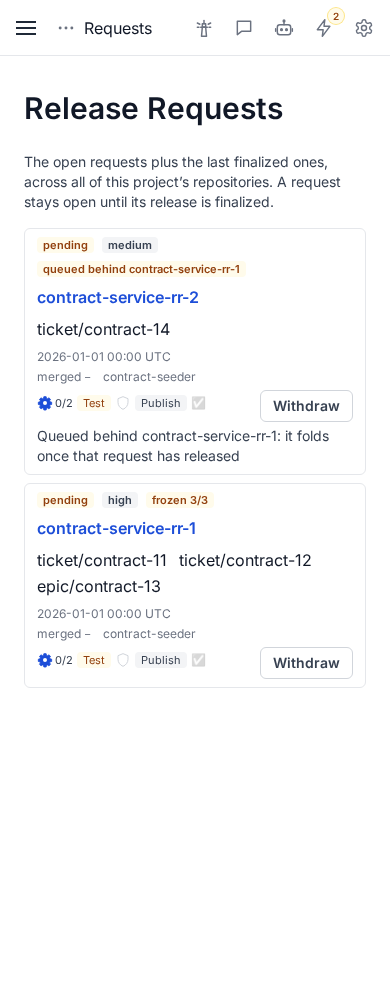 Requests
2
Release Requests
The open requests plus the last finalized ones,
across all of this project’s repositories. A request
stays open until its release is finalized.
pending medium
queued behind contract-service-rr-1
contract-service-rr-2
ticket/contract-14
2026-01-01 00:00 UTC
merged – contract-seeder
0/2 Test Publish
Withdraw
Queued behind contract-service-rr-1: it folds
once that request has released
pending high frozen 3/3
contract-service-rr-1
ticket/contract-11 ticket/contract-12
epic/contract-13
2026-01-01 00:00 UTC
merged – contract-seeder
0/2 Test Publish
Withdraw